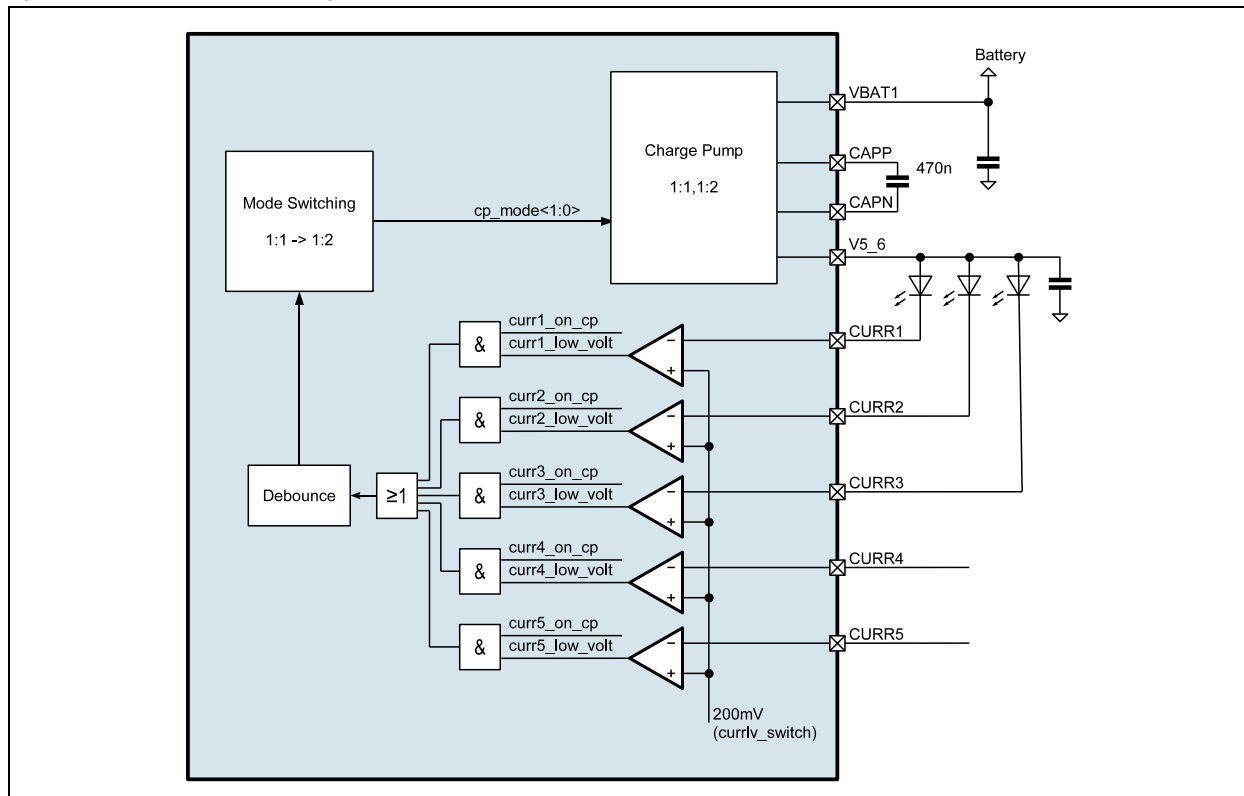 Battery
VBAT1
Charge Pump
1:1,1:2
CAPP
470n
CAPN
V5_6
Mode Switching
1:1 -> 1:2
cp_mode<1:0>
&
curr1_on_cp
curr1_low_volt
−
+
CURR1
&
curr2_on_cp
curr2_low_volt
−
+
CURR2
Debounce
≥1
&
curr3_on_cp
curr3_low_volt
−
+
CURR3
&
curr4_on_cp
curr4_low_volt
−
+
CURR4
&
curr5_on_cp
curr5_low_volt
−
+
CURR5
200mV
(currlv_switch)